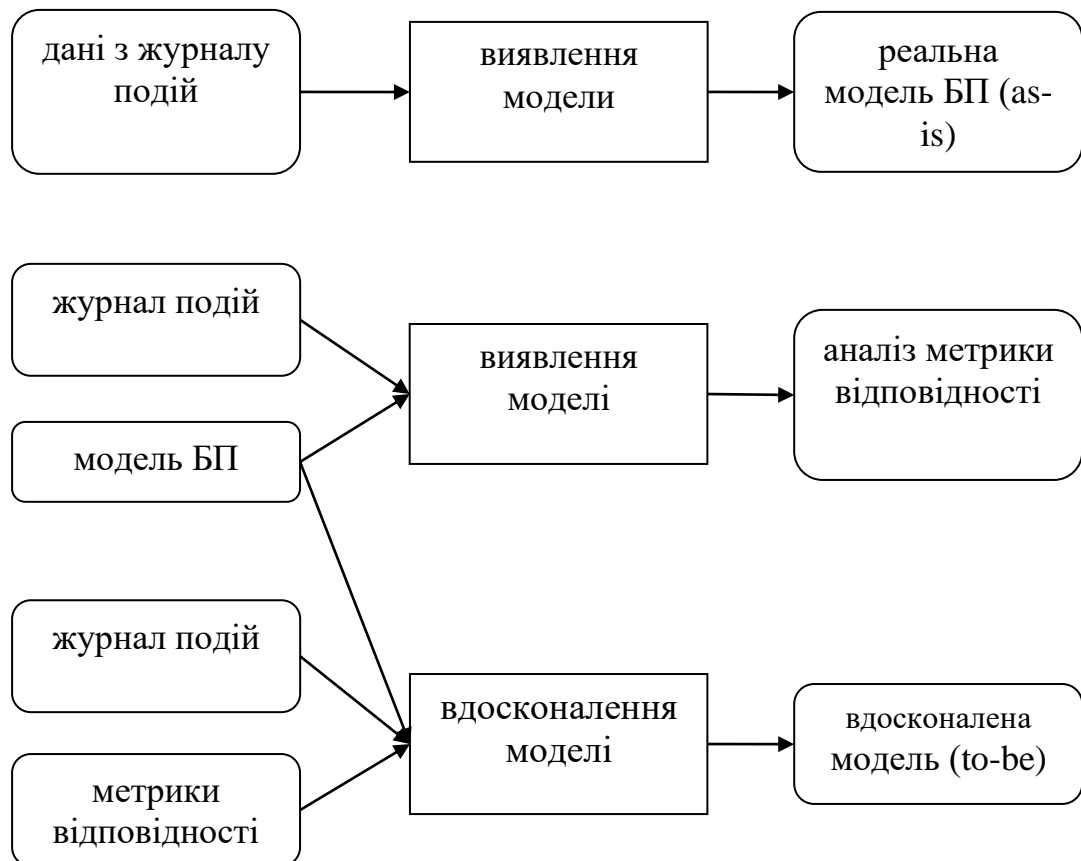 дані з журналу
подій
виявлення
модели
реальна
модель БП (as-
is)
журнал подій
модель БП
виявлення
моделі
аналіз метрики
відповідності
журнал подій
метрики
відповідності
вдосконалення
моделі
вдосконалена
модель (to-be)